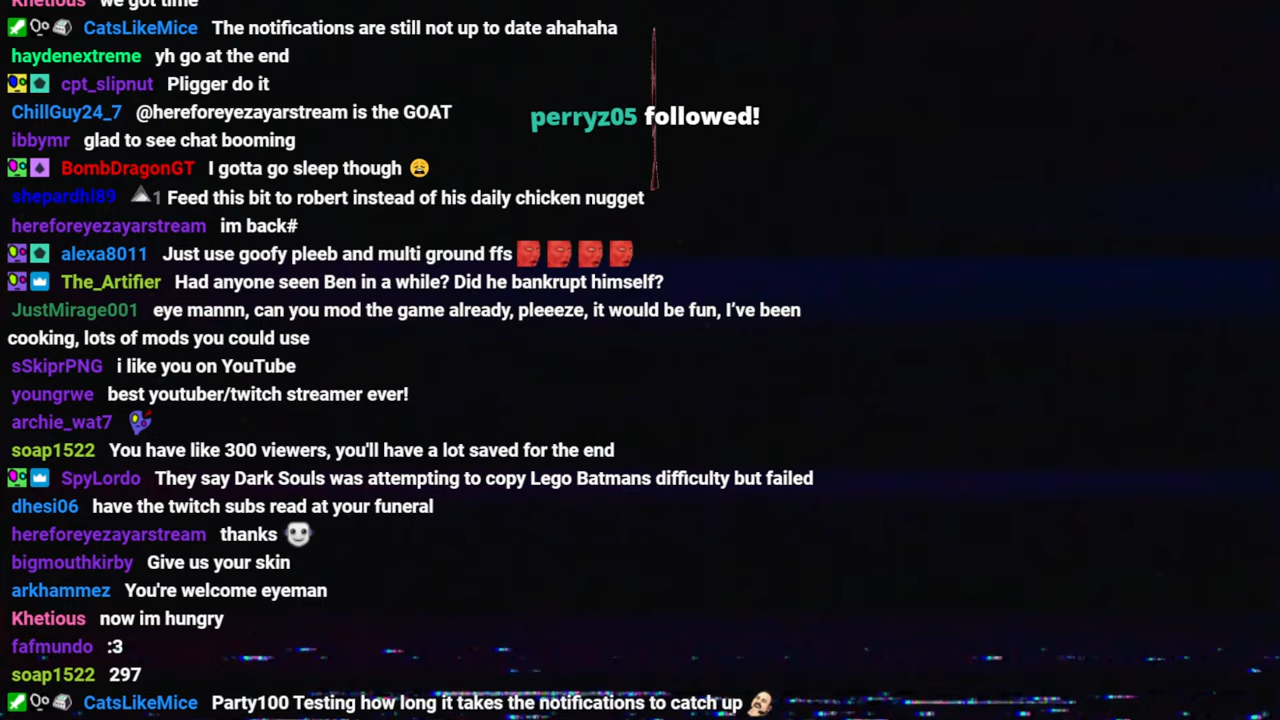 Khetious we got time
CatsLikeMice The notifications are still not up to date ahahaha
haydenextreme yh go at the end
cpt_slipnut Pligger do it
ChillGuy24_7 @hereforeyezayarstream is the GOAT
perryz05 followed!
ibbymr glad to see chat booming
BombDragonGT I gotta go sleep though 😩
shepardhl89 1 Feed this bit to robert instead of his daily chicken nugget
hereforeyezayarstream im back#
alexa8011 Just use goofy pleeb and multi ground ffs
The_Artifier Had anyone seen Ben in a while? Did he bankrupt himself?
JustMirage001 eye mannn, can you mod the game already, pleeeze, it would be fun, I’ve been
cooking, lots of mods you could use
sSkiprPNG i like you on YouTube
youngrwe best youtuber/twitch streamer ever!
archie_wat7
soap1522 You have like 300 viewers, you'll have a lot saved for the end
SpyLordo They say Dark Souls was attempting to copy Lego Batmans difficulty but failed
dhesi06 have the twitch subs read at your funeral
hereforeyezayarstream thanks
bigmouthkirby Give us your skin
arkhammez You're welcome eyeman
Khetious now im hungry
fafmundo :3
soap1522 297
CatsLikeMice Party100 Testing how long it takes the notifications to catch up